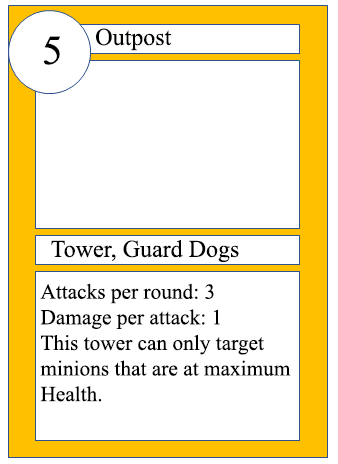 5
Outpost
Tower, Guard Dogs
Attacks per round: 3
Damage per attack: 1
This tower can only target
minions that are at maximum
Health.